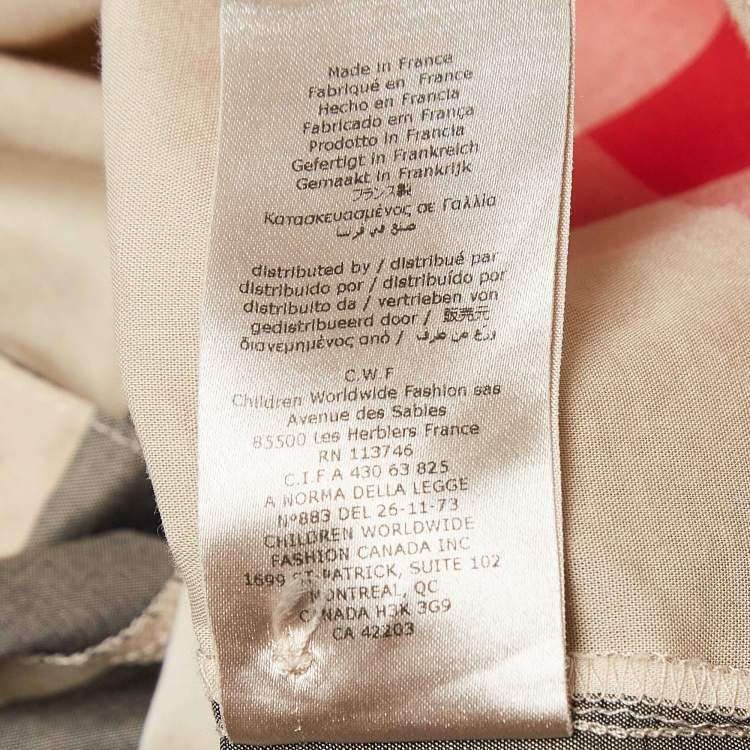 Made in France
Fabriqué en France
Hecho en Francia
Fabricado em França
Prodotto in Francia
Gefertigt in Frankreich
Gemaakt in Frankrijk
フランス製
Κατασκευασμένος σε Γαλλία
صنع في فرنسا
distributed by / distribué par
distribuido por / distribuído por
distribuito da / vertrieben von
gedistribueerd door / 販売元
διανεμημένος από / وزّع من طرف
C.W.F
Children Worldwide Fashion sas
Avenue des Sables
85500 Les Herbiers France
RN 113746
C.I.F A 430 63 825
A NORMA DELLA LEGGE
Nº883 DEL 26-11-73
CHILDREN WORLDWIDE
FASHION CANADA INC
1699 ST-PATRICK, SUITE 102
MONTREAL, QC
CANADA H3K 3G9
CA 42203